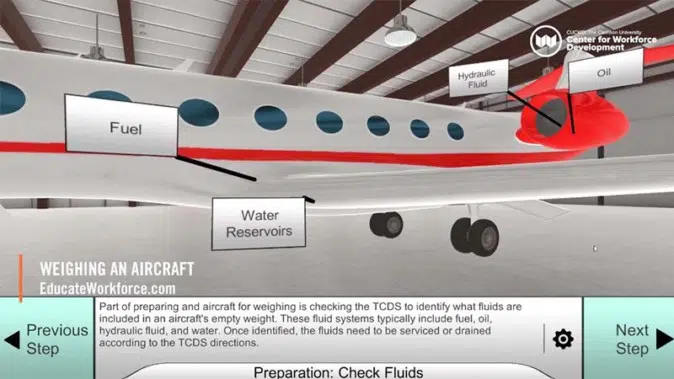 Center for Workforce
Development
Hydraulic
Fluid
Oil
Fuel
Water
Reservoirs
WEIGHING AN AIRCRAFT
EducateWorkforce.com
Previous
Step
Part of preparing and aircraft for weighing is checking the TCDS to identify what fluids are
included in an aircraft's empty weight. These fluid systems typically include fuel, oil,
hydraulic fluid, and water. Once identified, the fluids need to be serviced or drained
according to the TCDS directions.
Next
Step
Preparation: Check Fluids